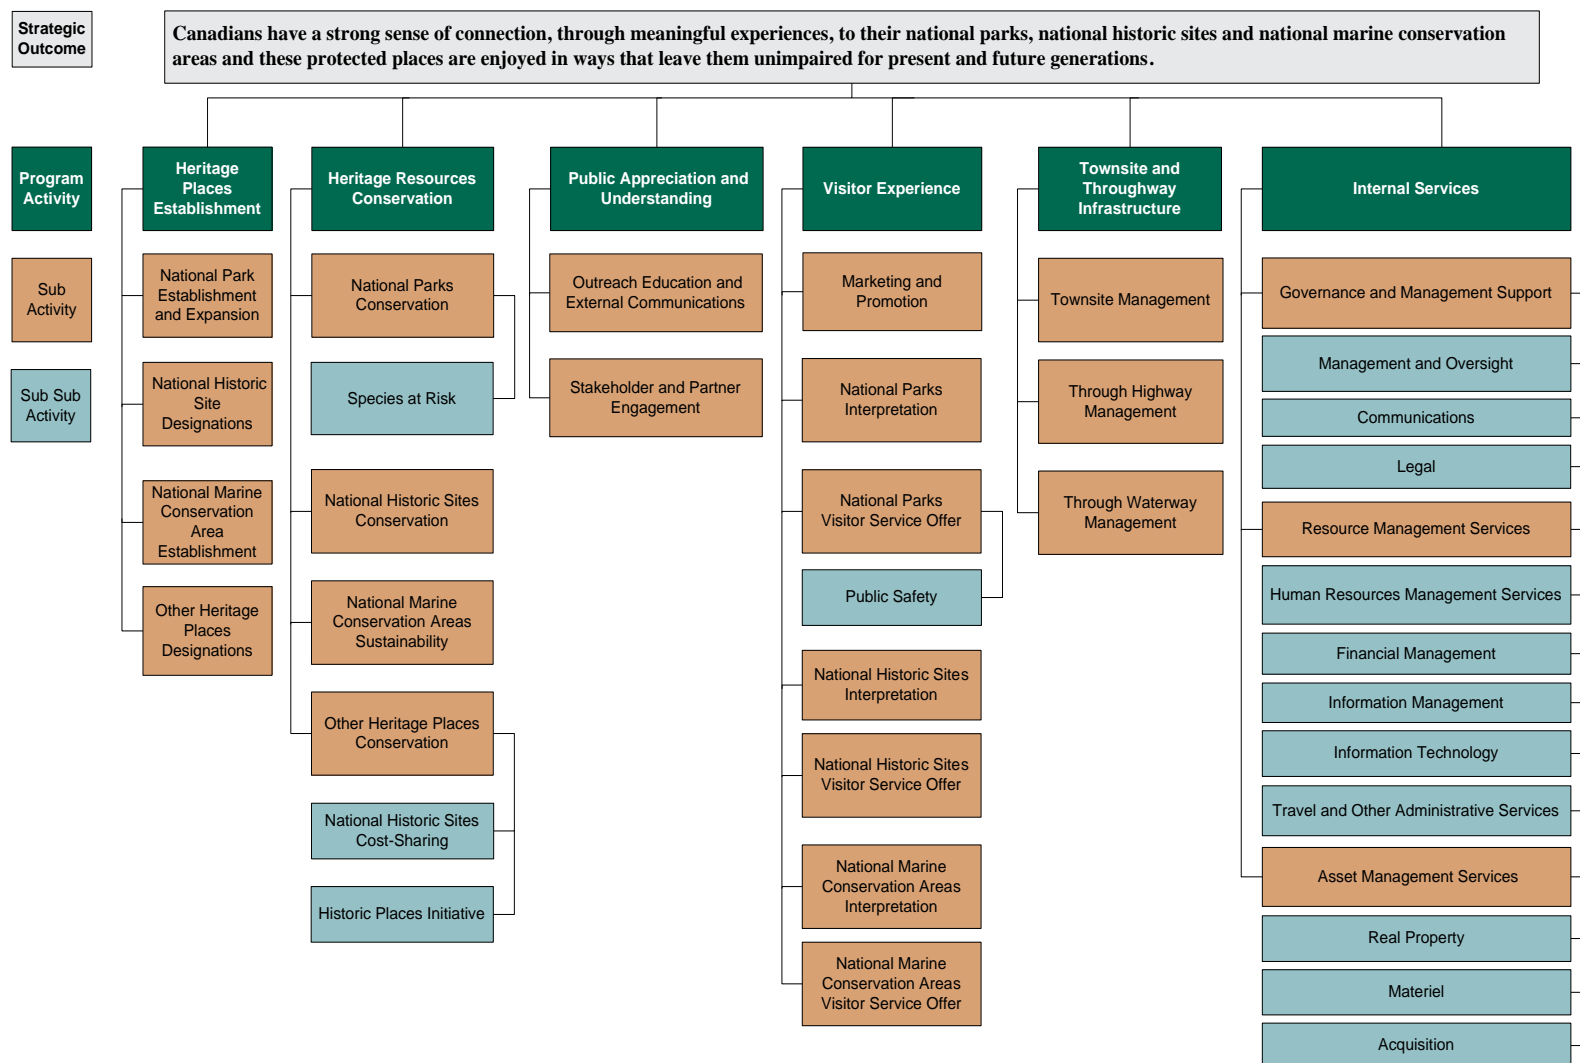 Strategic
Outcome
Canadians have a strong sense of connection, through meaningful experiences, to their national parks, national historic sites and national marine conservation
areas and these protected places are enjoyed in ways that leave them unimpaired for present and future generations.
Program
Activity
Sub
Activity
Sub Sub
Activity
Heritage
Places
Establishment
National Park
Establishment
and Expansion
National Historic
Site
Designations
National Marine
Conservation
Area
Establishment
Other Heritage
Places
Designations
Heritage Resources
Conservation
National Parks
Conservation
Species at Risk
National Historic Sites
Conservation
National Marine
Conservation Areas
Sustainability
Other Heritage Places
Conservation
National Historic Sites
Cost-Sharing
Historic Places Initiative
Public Appreciation and
Understanding
Outreach Education and
External Communications
Stakeholder and Partner
Engagement
Visitor Experience
Marketing and
Promotion
National Parks
Interpretation
National Parks
Visitor Service Offer
Public Safety
National Historic Sites
Interpretation
National Historic Sites
Visitor Service Offer
National Marine
Conservation Areas
Interpretation
National Marine
Conservation Areas
Visitor Service Offer
Townsite and
Throughway
Infrastructure
Townsite Management
Through Highway
Management
Through Waterway
Management
Internal Services
Governance and Management Support
Management and Oversight
Communications
Legal
Resource Management Services
Human Resources Management Services
Financial Management
Information Management
Information Technology
Travel and Other Administrative Services
Asset Management Services
Real Property
Materiel
Acquisition